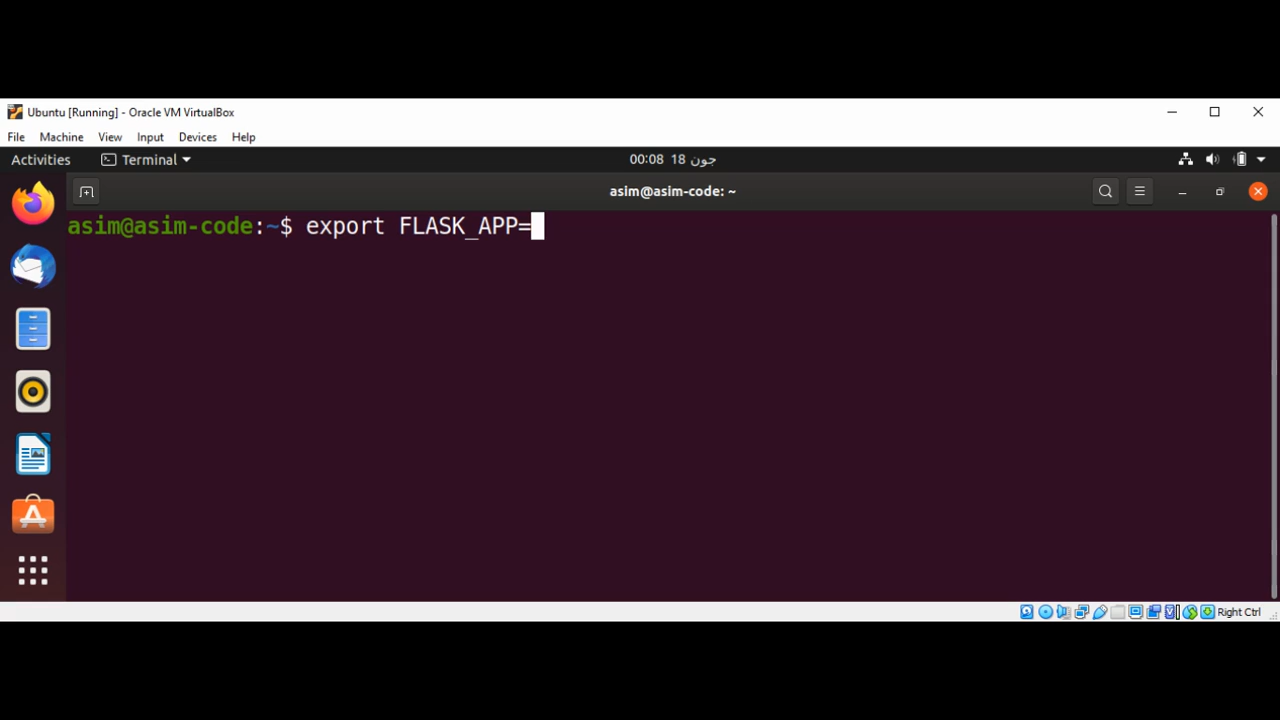 Ubuntu [Running] - Oracle VM VirtualBox
File Machine View Input Devices Help
Activities Terminal 00:08 18 جون
asim@asim-code: ~
asim@asim-code:~$ export FLASK_APP=
Right Ctrl